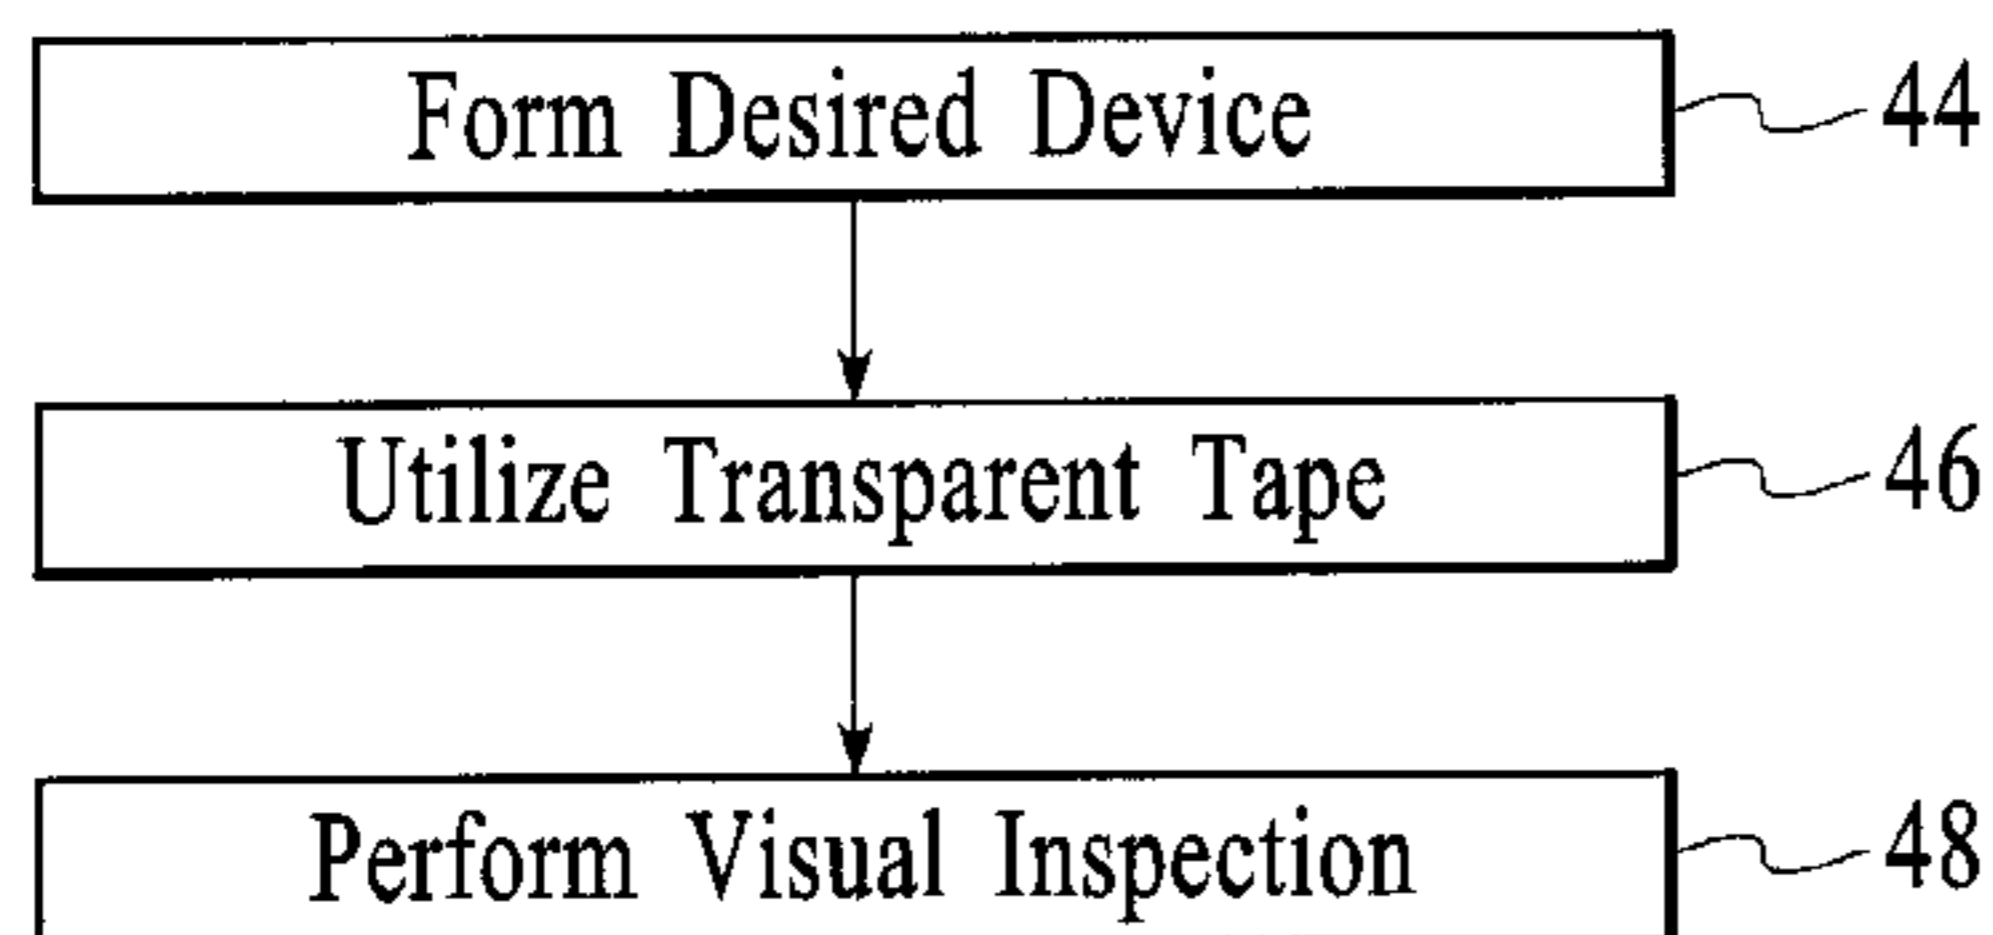 Form Desired Device 44
Utilize Transparent Tape 46
Perform Visual Inspection 48